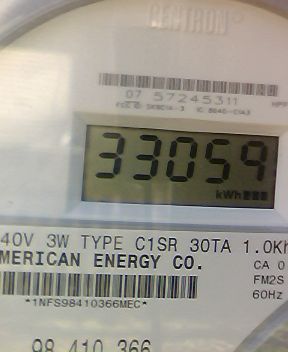 CENTRON®
07 57245311
33059
kWh
40V 3W TYPE C1SR 30TA 1.0Kh
MERICAN ENERGY CO.
CA 0
FM2S
60Hz
*1NFS98410366MEC*
98 410 366